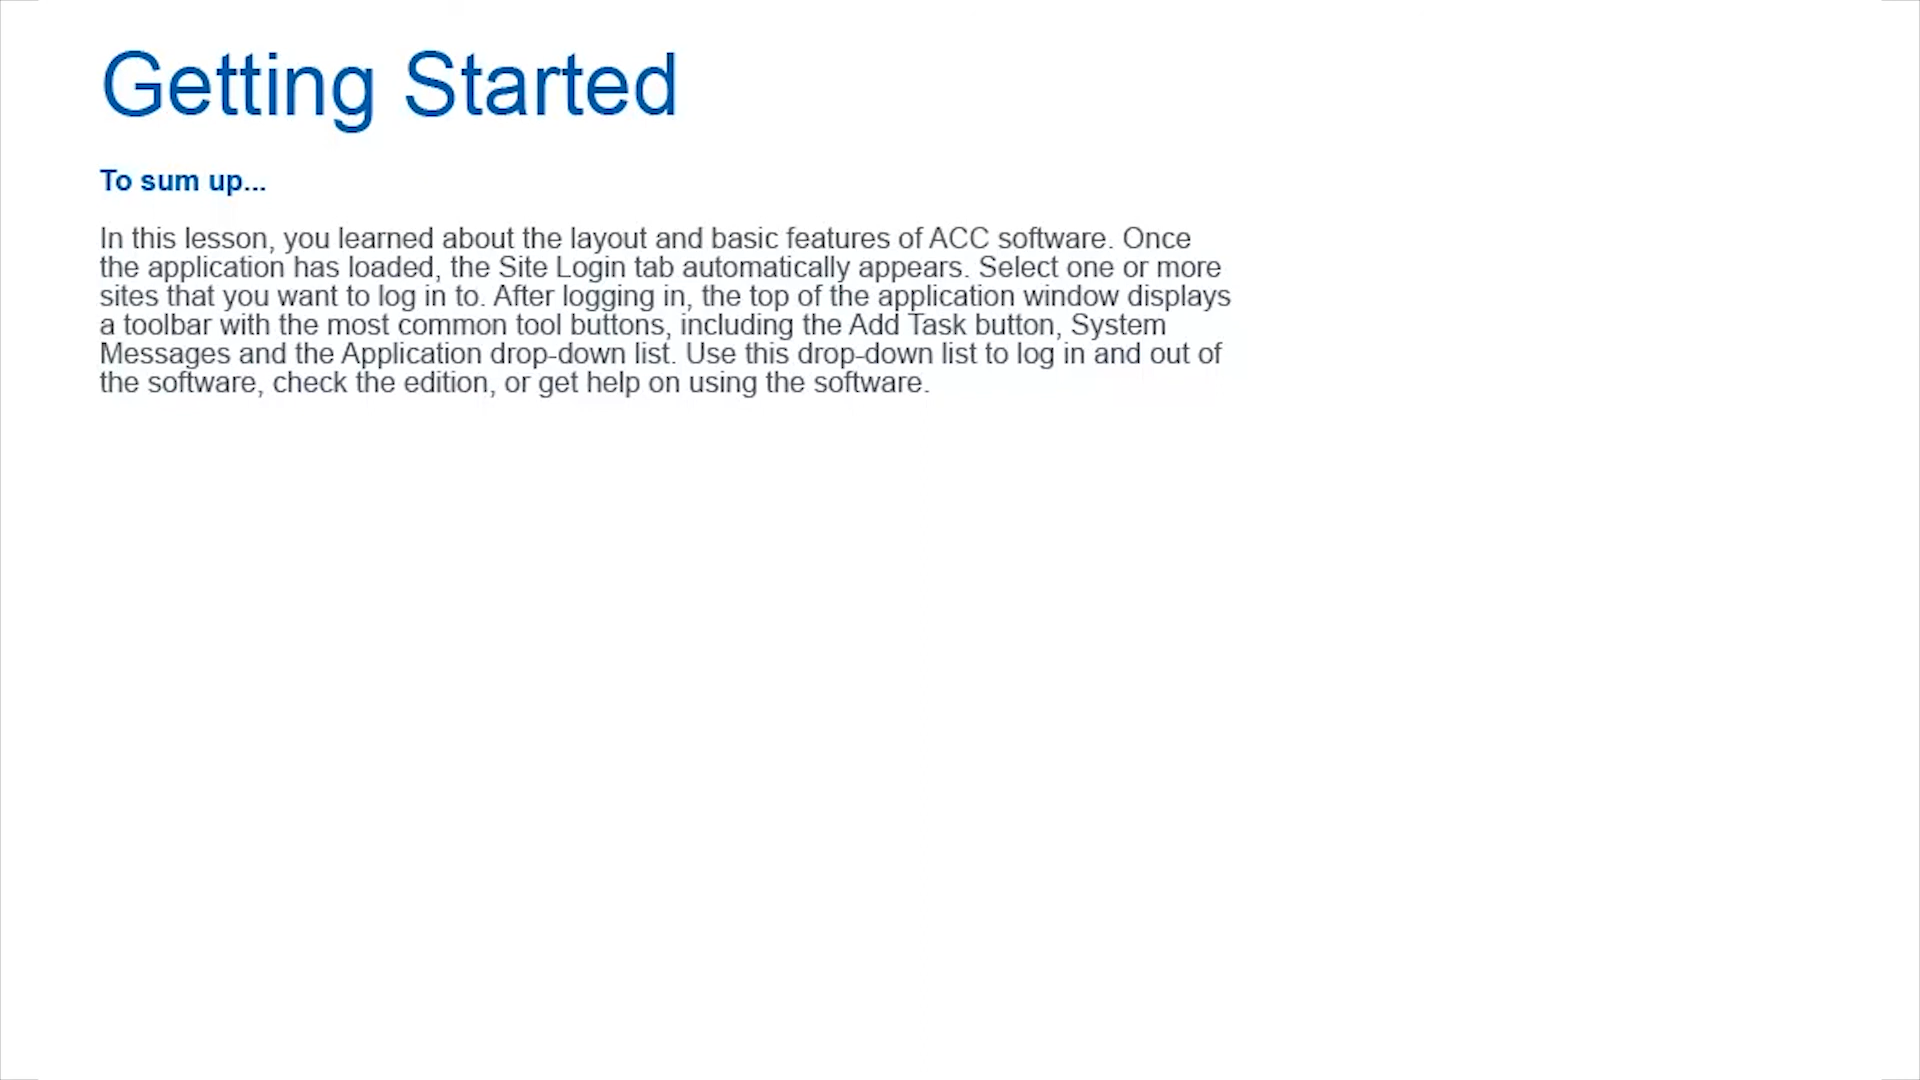 Getting Started
To sum up...
In this lesson, you learned about the layout and basic features of ACC software. Once
the application has loaded, the Site Login tab automatically appears. Select one or more
sites that you want to log in to. After logging in, the top of the application window displays
a toolbar with the most common tool buttons, including the Add Task button, System
Messages and the Application drop-down list. Use this drop-down list to log in and out of
the software, check the edition, or get help on using the software.